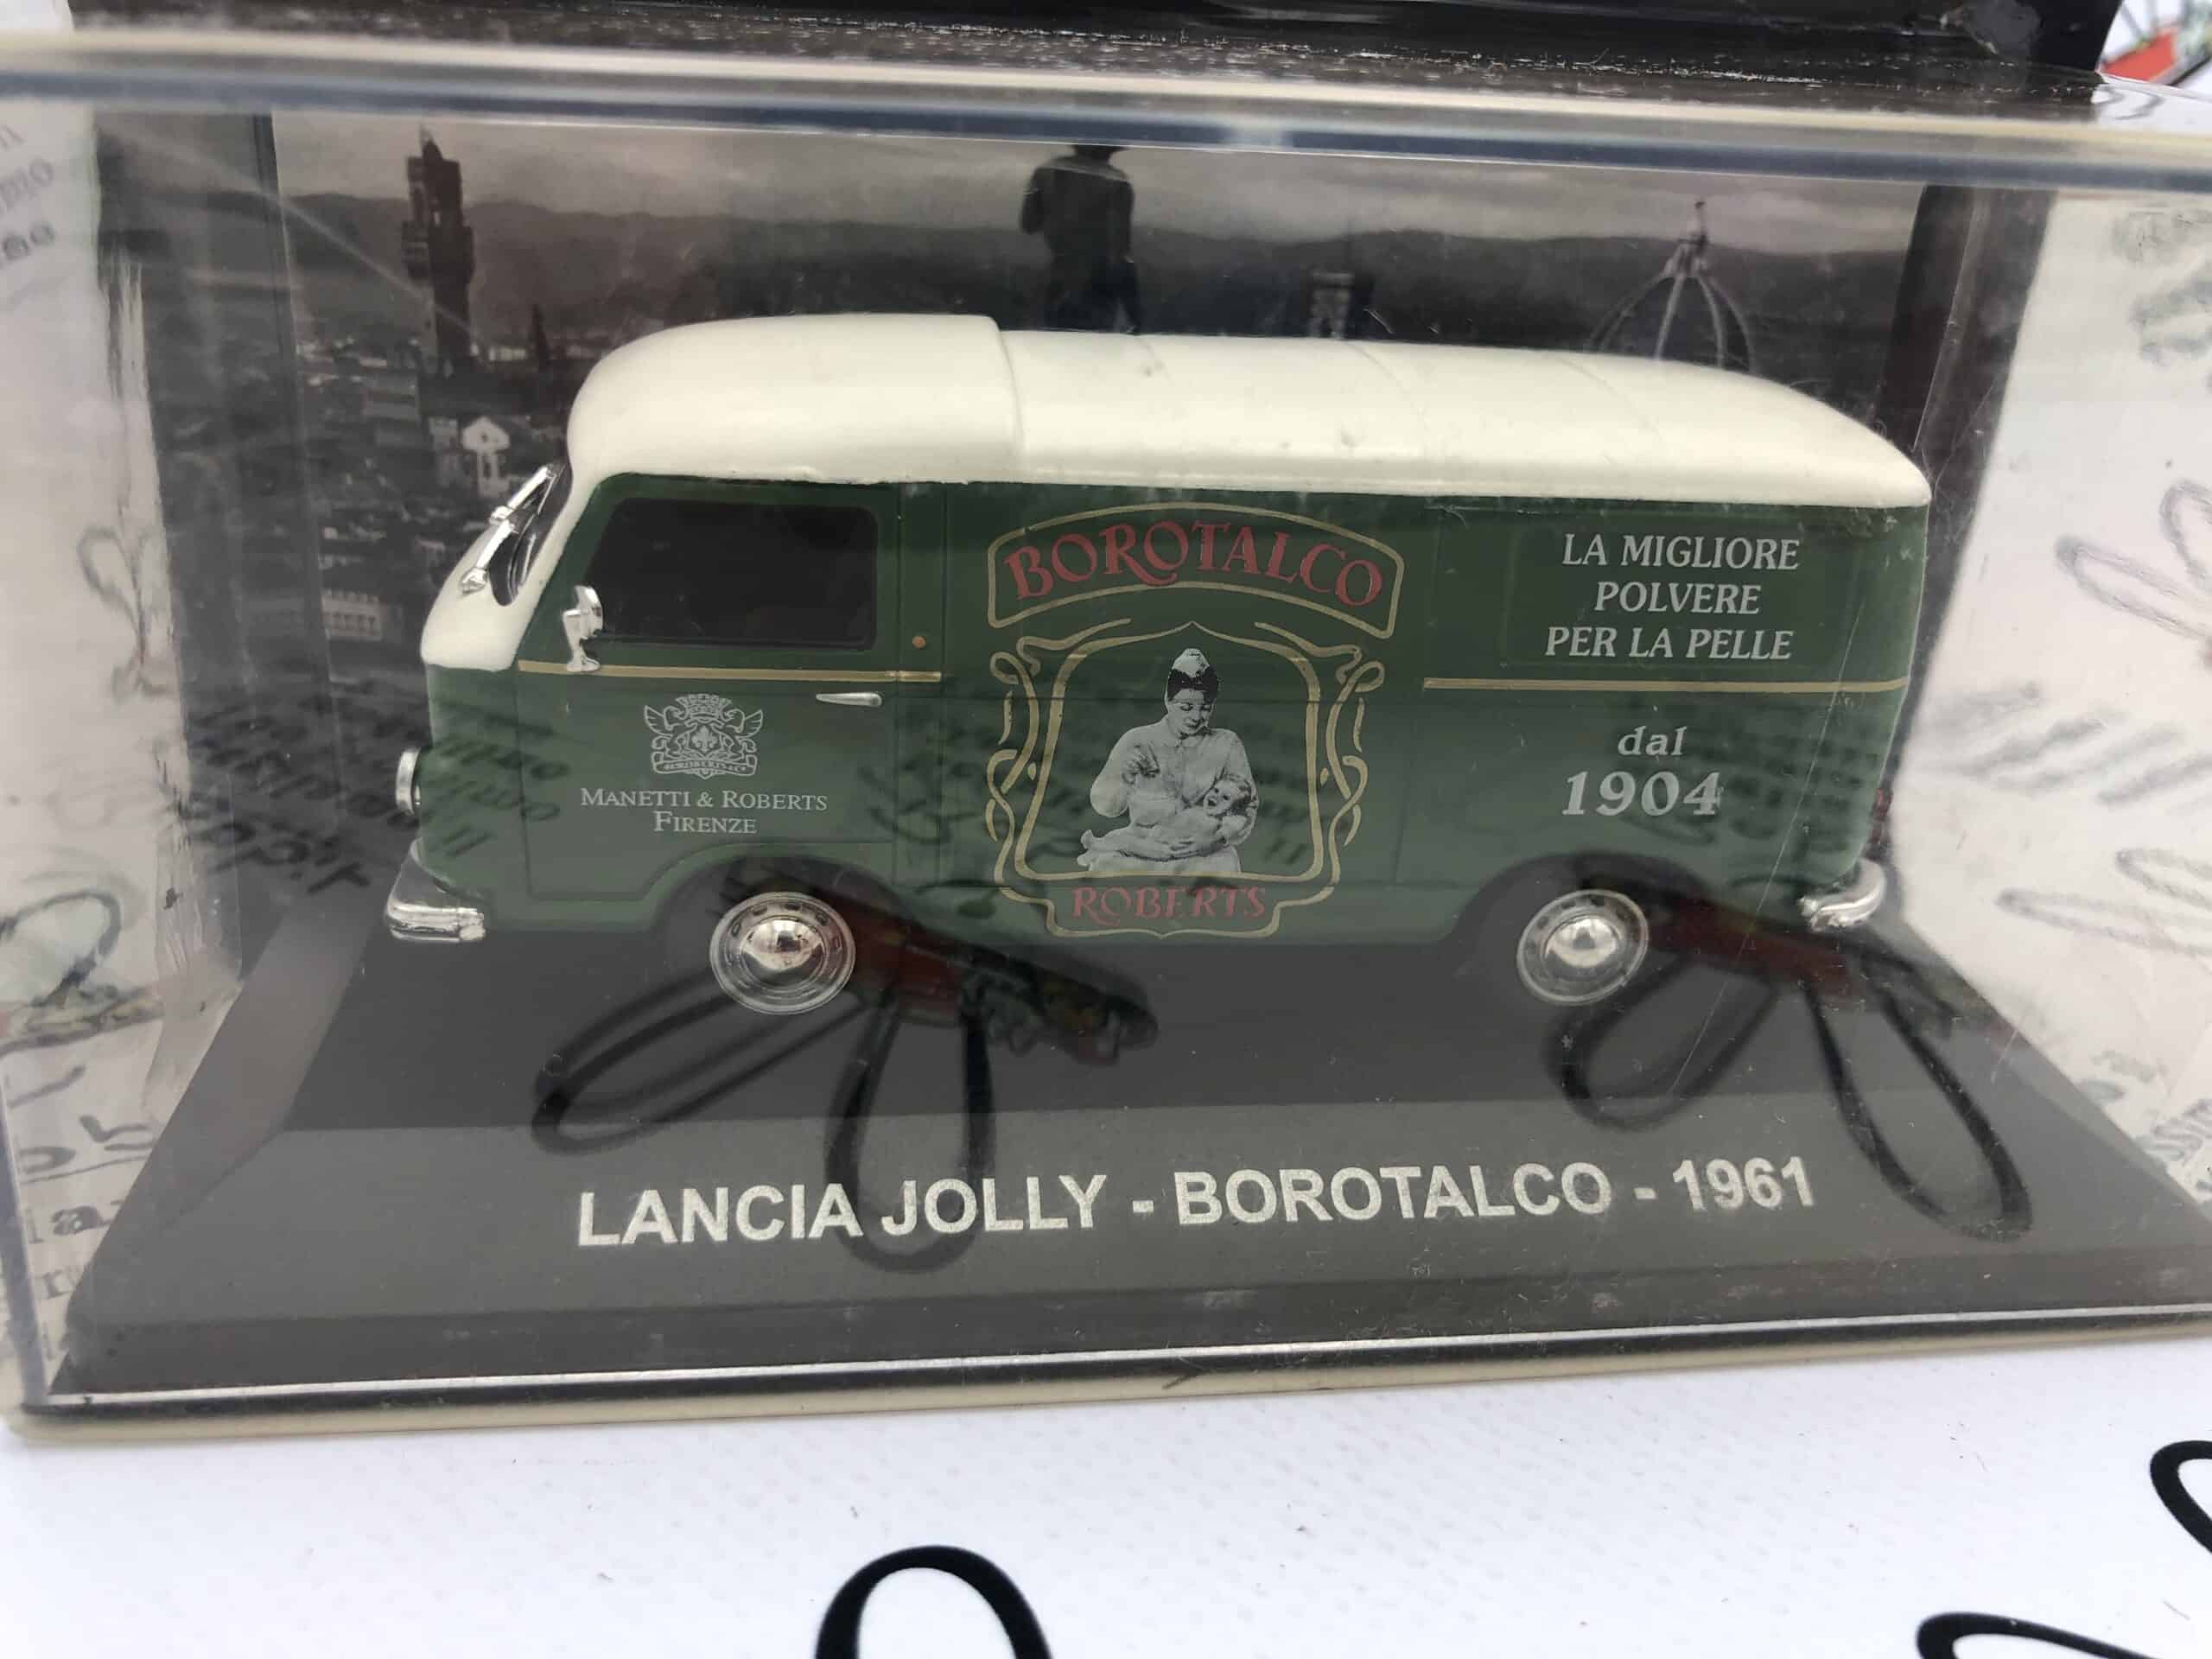 BOROTALCO
LA MIGLIORE
POLVERE
PER LA PELLE
MANETTI & ROBERTS
FIRENZE
dal
1904
ROBERTS
LANCIA JOLLY - BOROTALCO - 1961